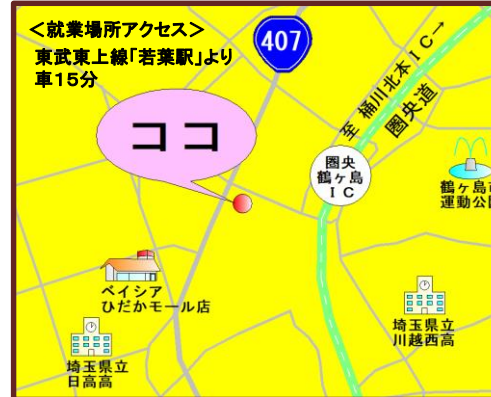 ＜就業場所アクセス＞
東武東上線「若葉駅」より
車１５分
407
至 桶川北本ＩＣ→
圏央道
ココ
圏央
鶴ヶ島
ＩＣ
鶴ヶ島市
運動公園
ベイシア
ひだかモール店
埼玉県立
川越西高
埼玉県立
日高高